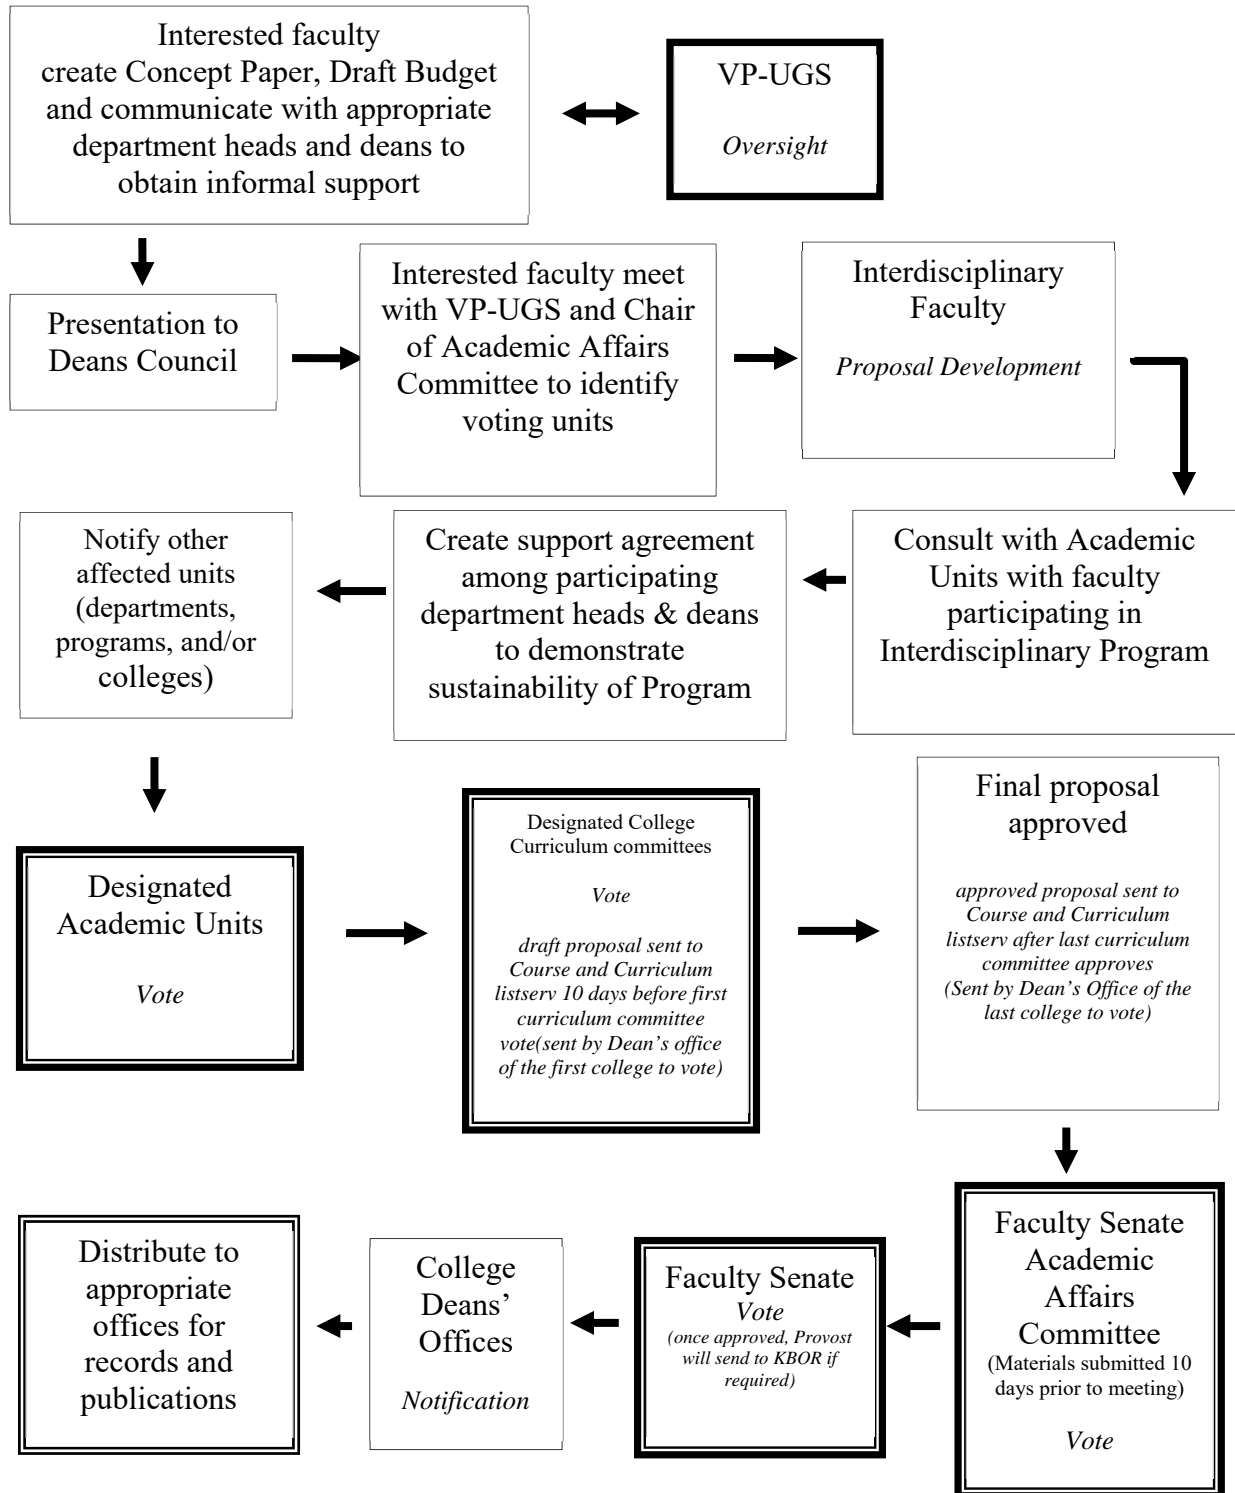 Interested faculty
create Concept Paper, Draft Budget
and communicate with appropriate
department heads and deans to
obtain informal support
VP-UGS
Oversight
Presentation to
Deans Council
Interested faculty meet
with VP-UGS and Chair
of Academic Affairs
Committee to identify
voting units
Interdisciplinary
Faculty
Proposal Development
Consult with Academic
Units with faculty
participating in
Interdisciplinary Program
Create support agreement
among participating
department heads & deans
to demonstrate
sustainability of Program
Notify other
affected units
(departments,
programs, and/or
colleges)
Designated
Academic Units
Vote
Designated College
Curriculum committees
Vote
draft proposal sent to
Course and Curriculum
listserv 10 days before first
curriculum committee
vote(sent by Dean's office
of the first college to vote)
Final proposal
approved
approved proposal sent to
Course and Curriculum
listserv after last curriculum
committee approves
(Sent by Dean's Office of the
last college to vote)
Faculty Senate
Academic
Affairs
Committee
(Materials submitted 10
days prior to meeting)
Vote
Faculty Senate
Vote
(once approved, Provost
will send to KBOR if
required)
College
Deans'
Offices
Notification
Distribute to
appropriate
offices for
records and
publications